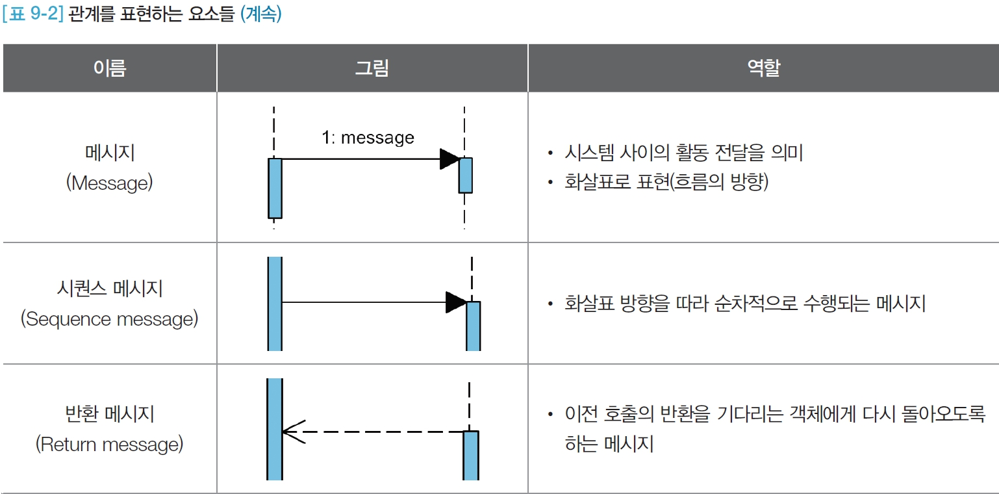 [표 9-2] 관계를 표현하는 요소들 (계속)
이름 그림 역할
메시지
(Message)
1: message
• 시스템 사이의 활동 전달을 의미
• 화살표로 표현(흐름의 방향)
시퀀스 메시지
(Sequence message)
• 화살표 방향을 따라 순차적으로 수행되는 메시지
반환 메시지
(Return message)
• 이전 호출의 반환을 기다리는 객체에게 다시 돌아오도록
하는 메시지